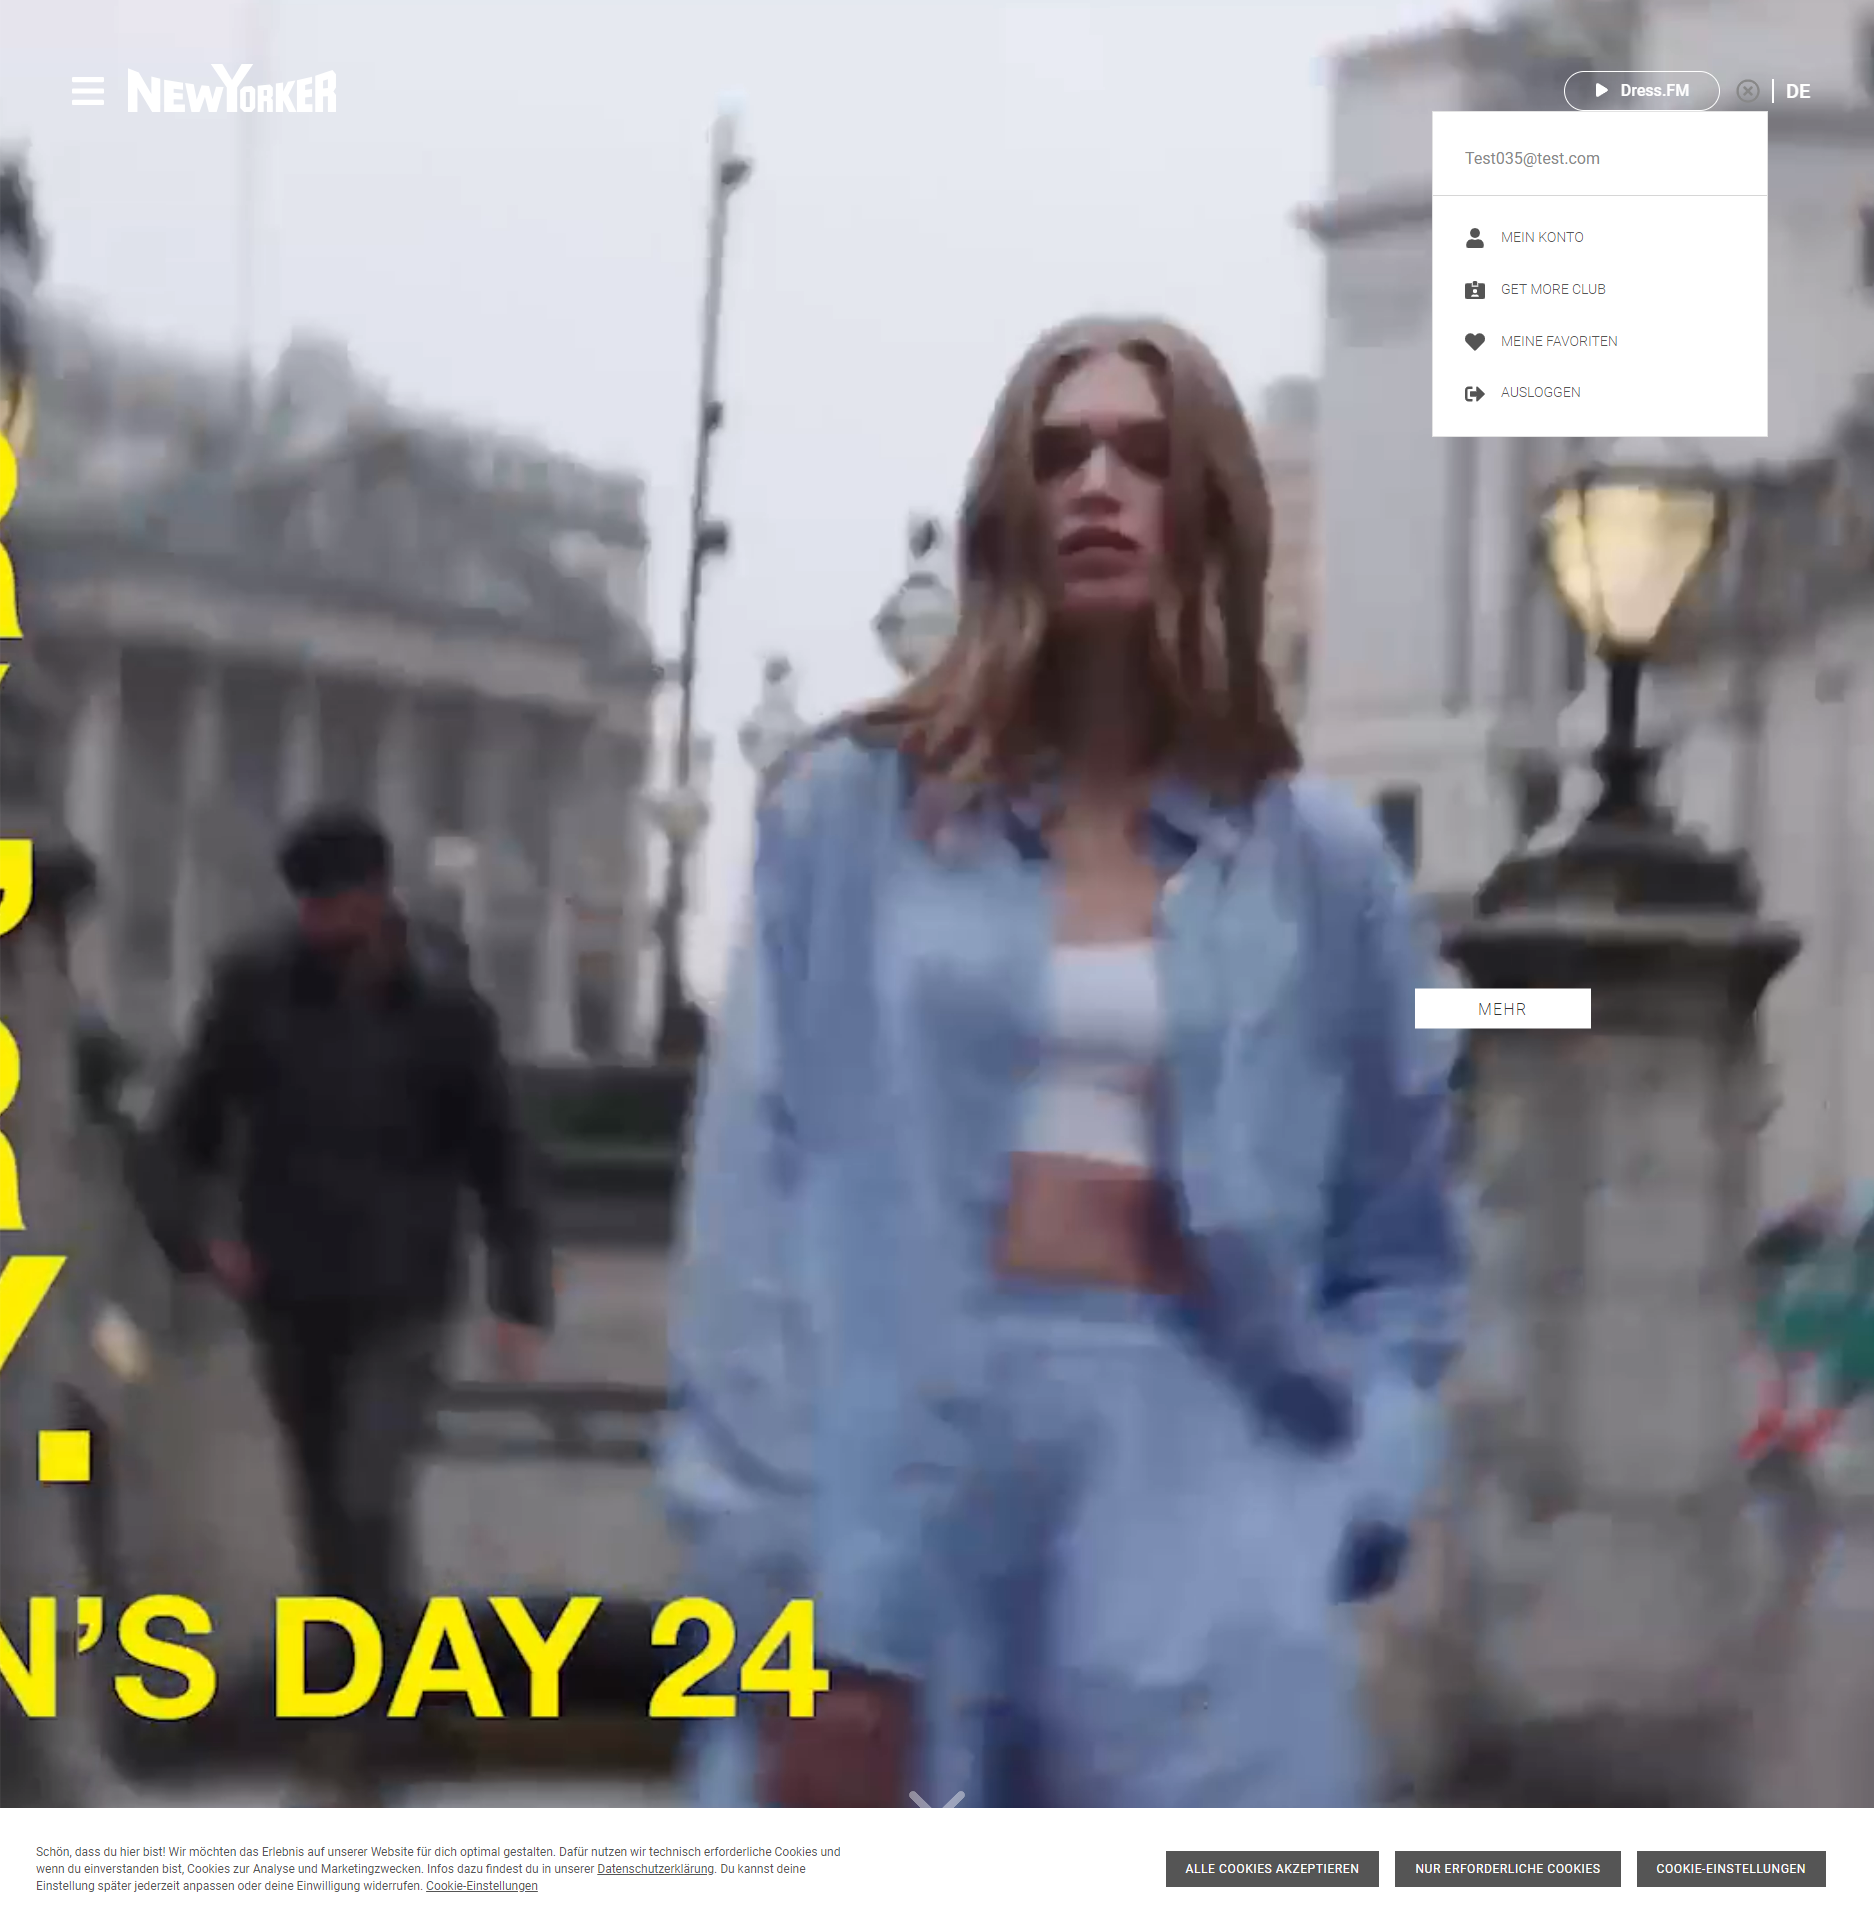 NEWYORKER
Dress.FM
DE
Test035@test.com
MEIN KONTO
GET MORE CLUB
MEINE FAVORITEN
AUSLOGGEN
MEHR
N’S DAY 24
Schön, dass du hier bist! Wir möchten das Erlebnis auf unserer Website für dich optimal gestalten. Dafür nutzen wir technisch erforderliche Cookies und
wenn du einverstanden bist, Cookies zur Analyse und Marketingzwecken. Infos dazu findest du in unserer Datenschutzerklärung. Du kannst deine
Einstellung später jederzeit anpassen oder deine Einwilligung widerrufen. Cookie-Einstellungen
ALLE COOKIES AKZEPTIEREN
NUR ERFORDERLICHE COOKIES
COOKIE-EINSTELLUNGEN